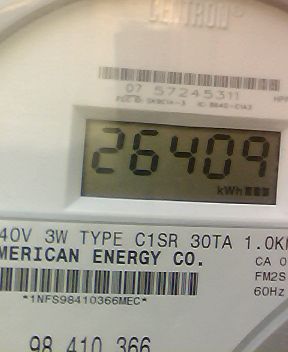 CENTRON®
07 57245311
26409
kWh
40V 3W TYPE C1SR 30TA 1.0K
MERICAN ENERGY CO.
CA 0
FM2S
60Hz
*1NFS98410366MEC*
98 410 366